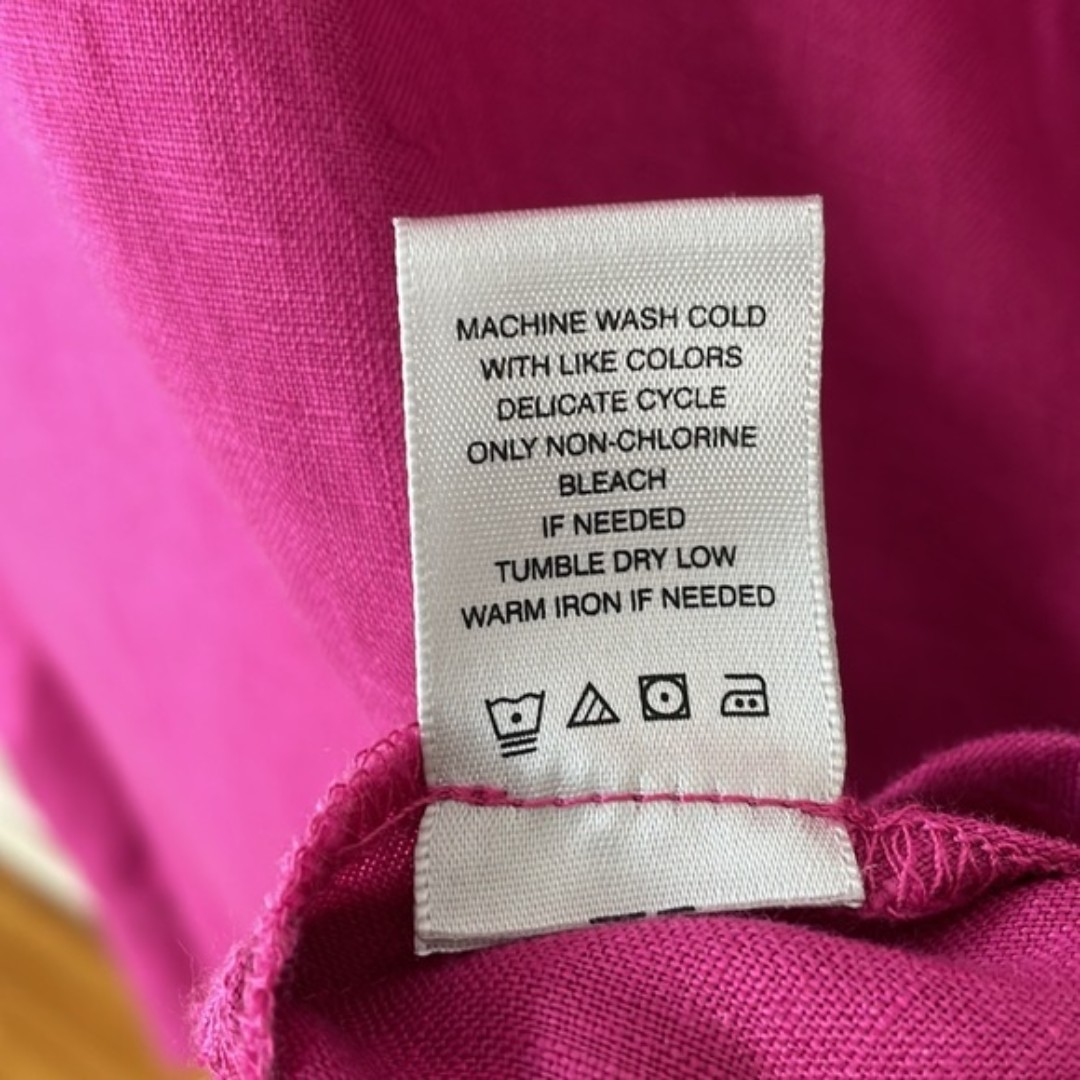 MACHINE WASH COLD
WITH LIKE COLORS
DELICATE CYCLE
ONLY NON-CHLORINE
BLEACH
IF NEEDED
TUMBLE DRY LOW
WARM IRON IF NEEDED